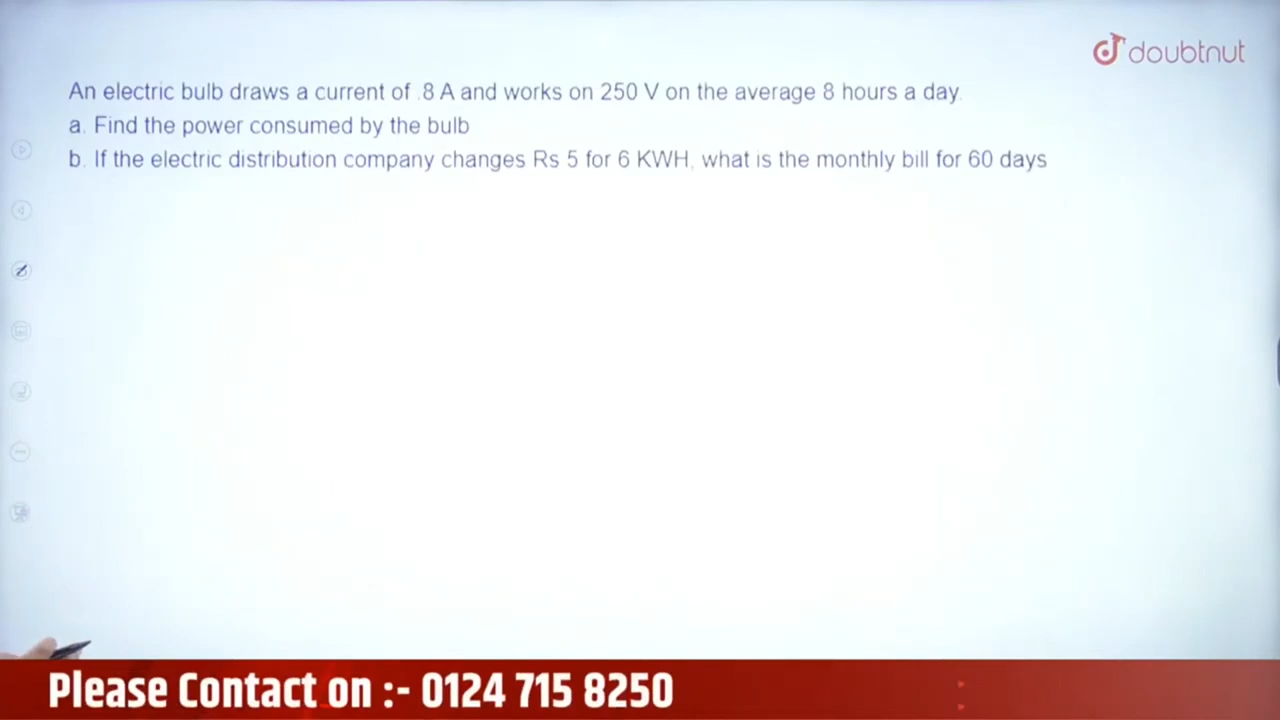 doubtnut
An electric bulb draws a current of .8 A and works on 250 V on the average 8 hours a day.
a. Find the power consumed by the bulb
b. If the electric distribution company changes Rs 5 for 6 KWH, what is the monthly bill for 60 days
Please Contact on :- 0124 715 8250